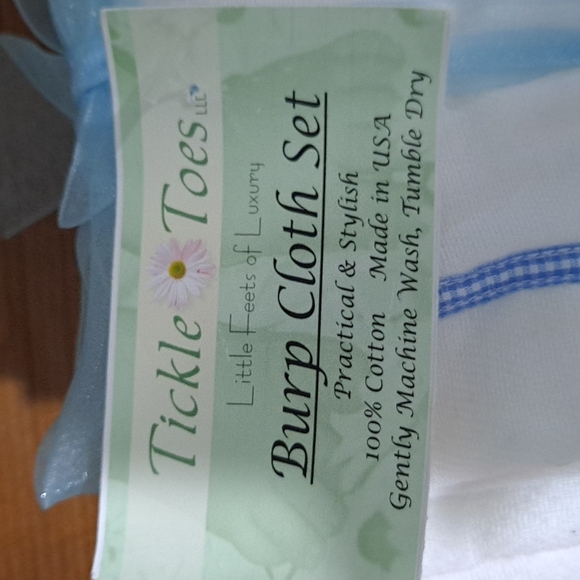 Tickle Toes LLC
Little Feets of Luxury
Burp Cloth Set
Practical & Stylish
100% Cotton Made in USA
Gently Machine Wash, Tumble Dry